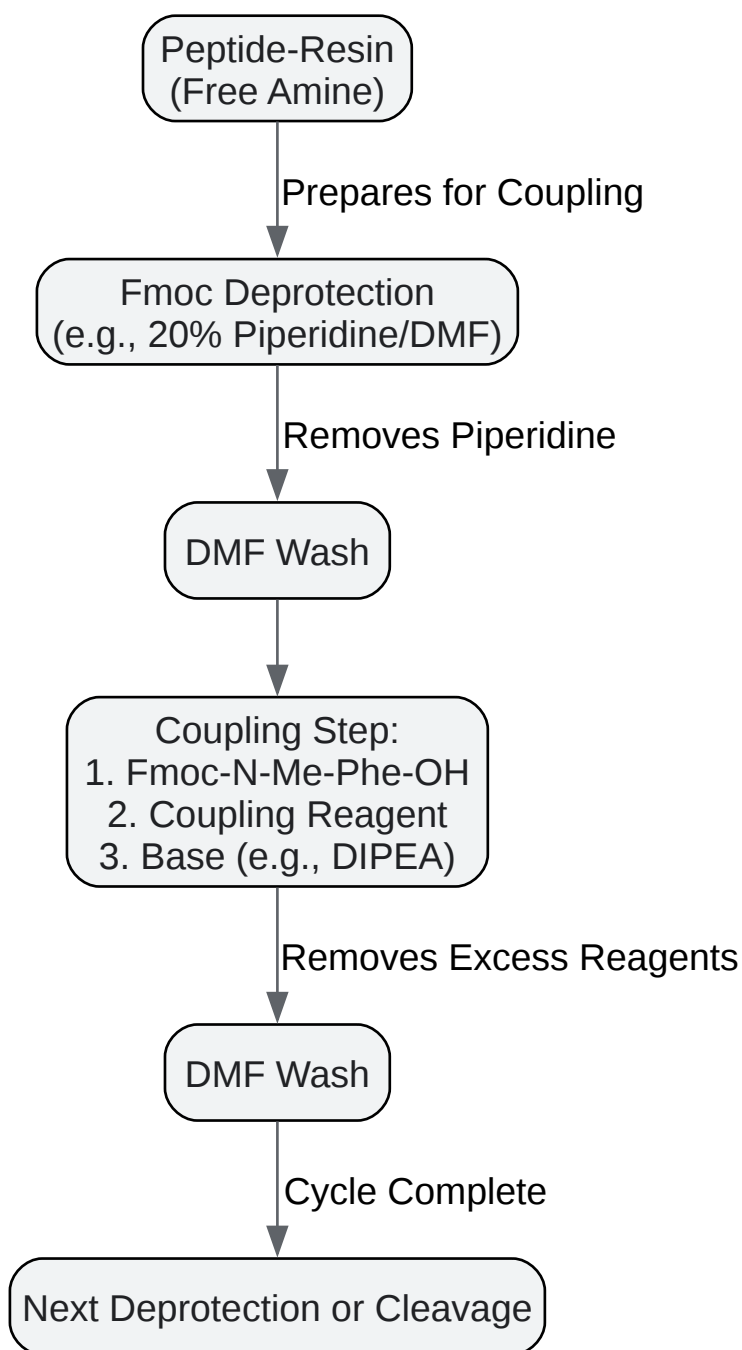 Peptide-Resin
(Free Amine)
Prepares for Coupling
Fmoc Deprotection
(e.g., 20% Piperidine/DMF)
Removes Piperidine
DMF Wash
Coupling Step:
1. Fmoc-N-Me-Phe-OH
2. Coupling Reagent
3. Base (e.g., DIPEA)
Removes Excess Reagents
DMF Wash
Cycle Complete
Next Deprotection or Cleavage